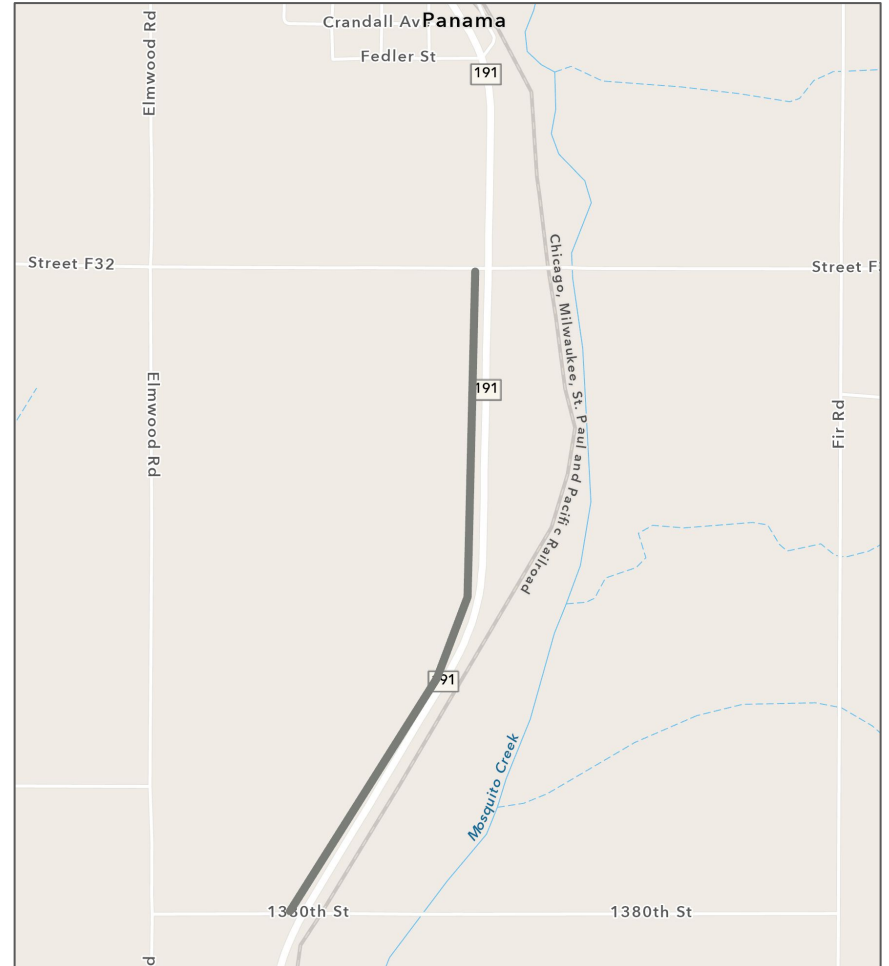 Elmwood Rd
Crandall Av
Panama
Fedler St
191
Street F32
Street F
Chicago, Milwaukee, St. Paul and Pacific Railroad
191
Elmwood Rd
Fir Rd
191
Mosquito Creek
1380th St
1380th St